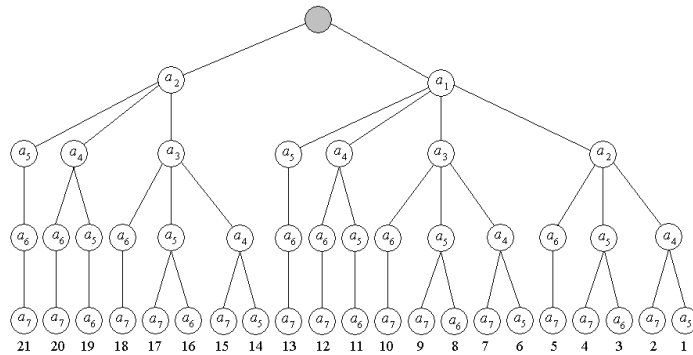 a₂ a₁
a₅ a₄ a₃ a₅ a₄ a₃ a₂
a₆ a₆ a₅ a₆ a₅ a₄ a₆ a₆ a₅ a₆ a₅ a₄ a₆ a₅ a₄
a₇ a₇ a₆ a₇ a₇ a₆ a₇ a₅ a₇ a₇ a₆ a₇ a₇ a₆ a₇ a₅ a₇ a₇ a₆ a₇ a₅
21 20 19 18 17 16 15 14 13 12 11 10 9 8 7 6 5 4 3 2 1